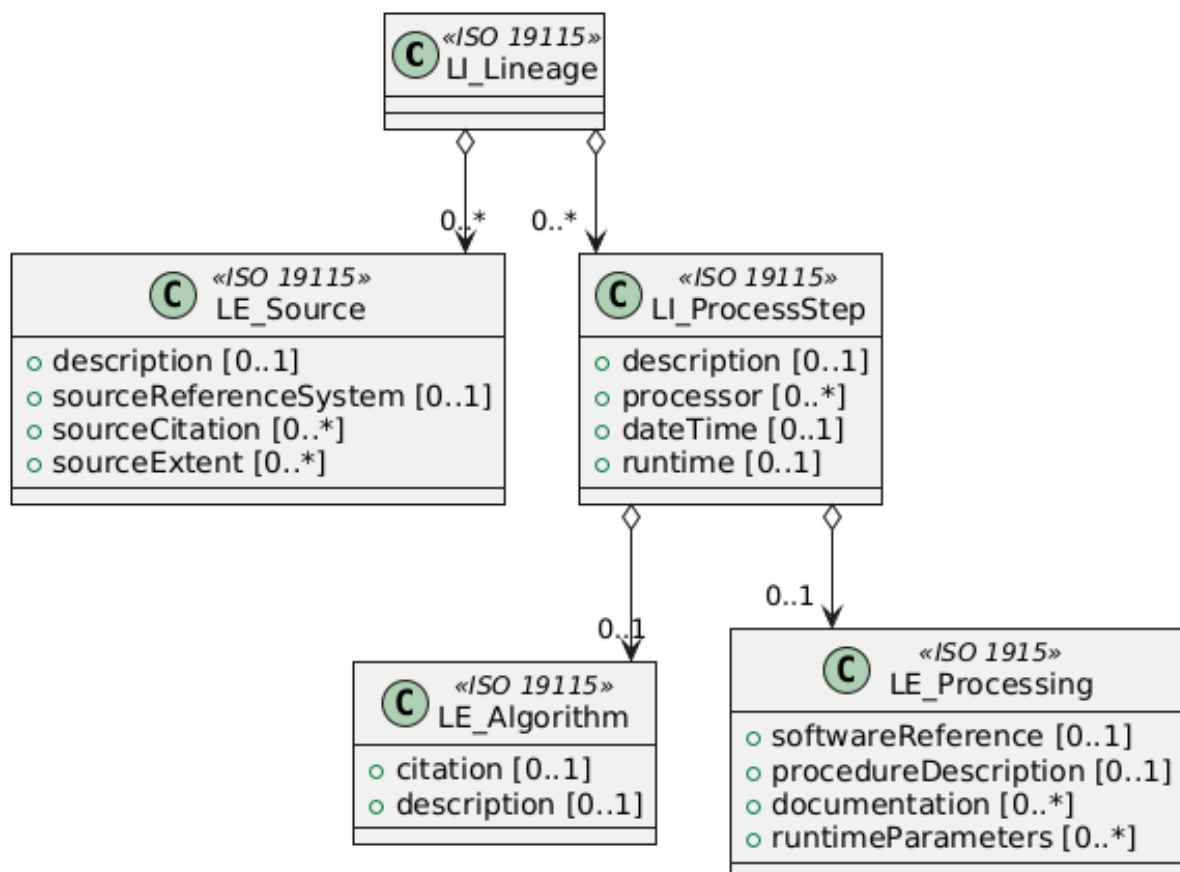 C «ISO 19115»
LI_Lineage
0..* 0..*
C «ISO 19115»
LE_Source
description [0..1]
sourceReferenceSystem [0..1]
sourceCitation [0..*]
sourceExtent [0..*]
C «ISO 19115»
LI_ProcessStep
description [0..1]
processor [0..*]
dateTime [0..1]
runtime [0..1]
0..1 0..1
C «ISO 19115»
LE_Algorithm
citation [0..1]
description [0..1]
C «ISO 1915»
LE_Processing
softwareReference [0..1]
procedureDescription [0..1]
documentation [0..*]
runtimeParameters [0..*]